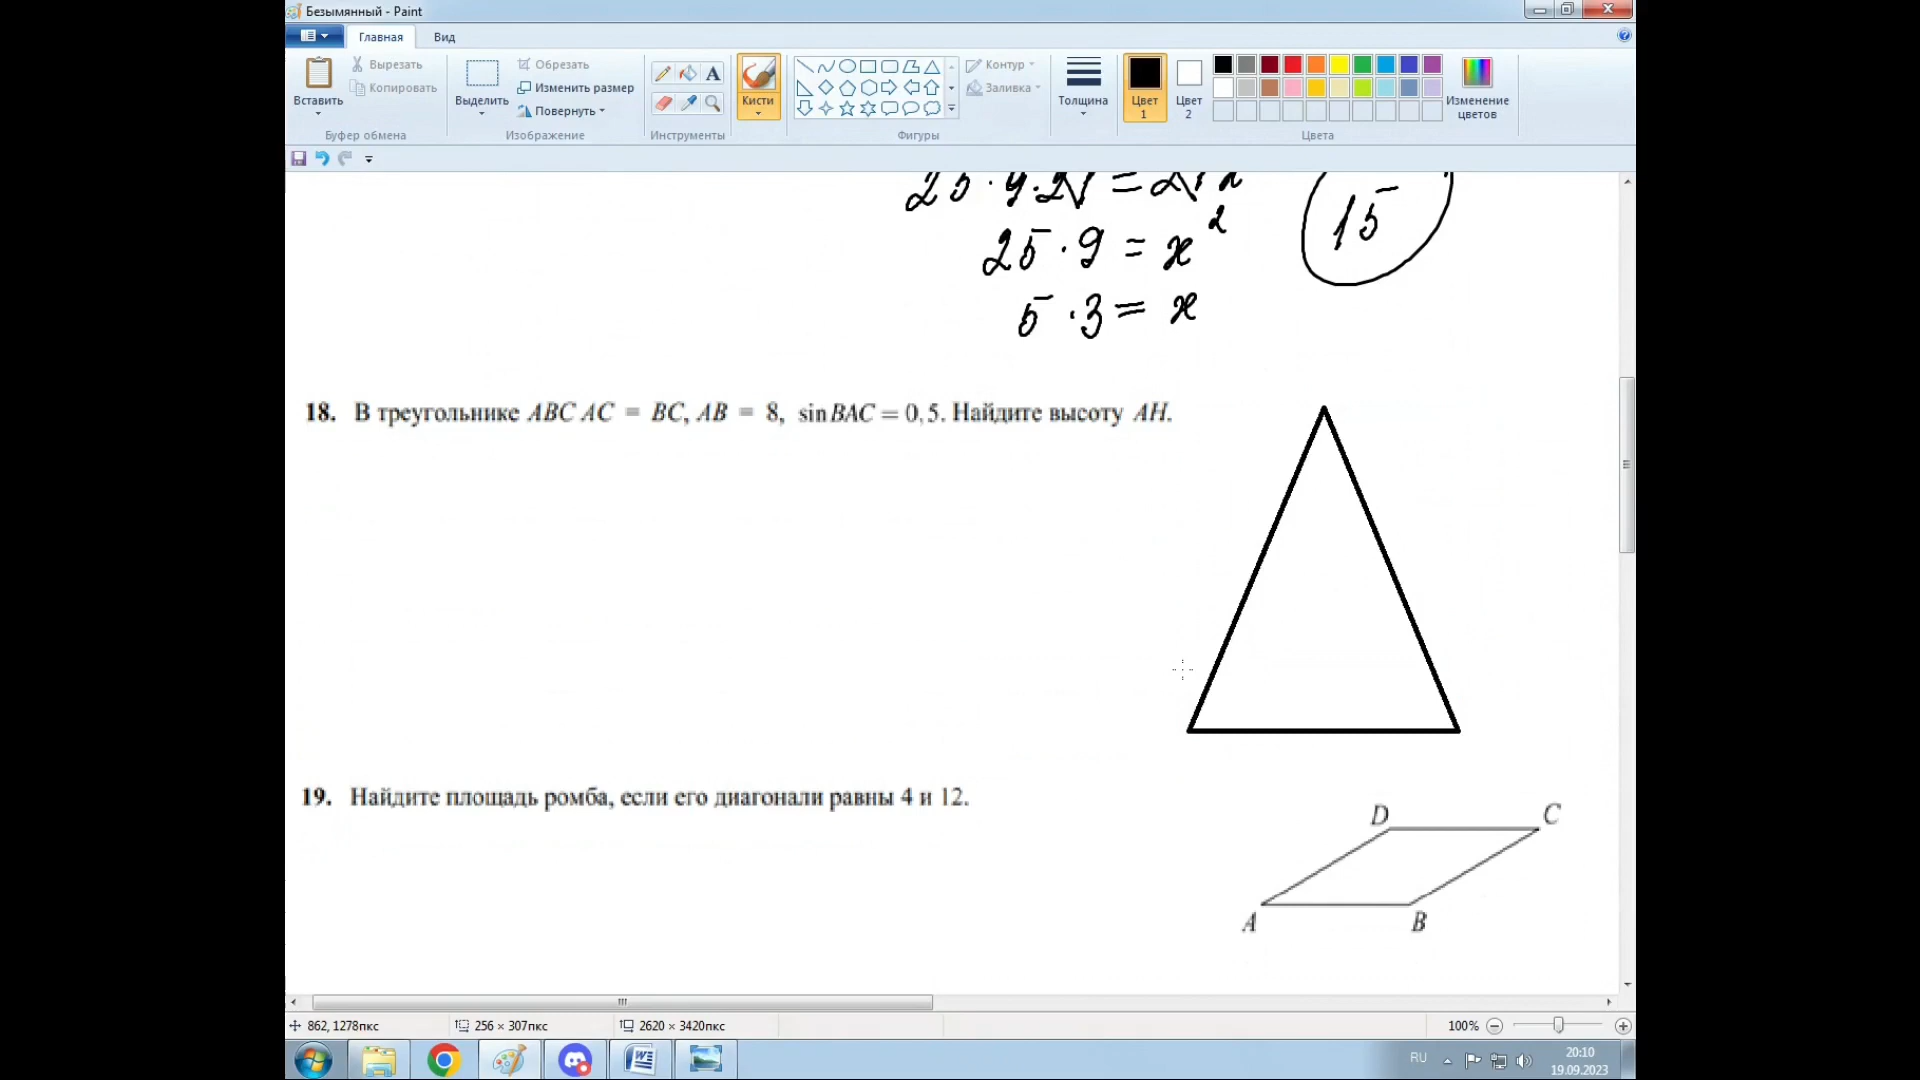 Безымянный - Paint
Главная Вид
Вставить
Вырезать
Копировать
Буфер обмена
Выделить
Обрезать
Изменить размер
Повернуть
Изображение
Инструменты
Кисти
Контур
Заливка
Фигуры
Толщина
Цвет 1
Цвет 2
Изменение цветов
Цвета
25 · 9 = x²
5 · 3 = x
15
18. В треугольнике ABC AC = BC, AB = 8, sin BAC = 0,5. Найдите высоту AH.
19. Найдите площадь ромба, если его диагонали равны 4 и 12.
D C
A B
862, 1278пкс 256 × 307пкс 2620 × 3420пкс 100%
RU 20:10
19.09.2023